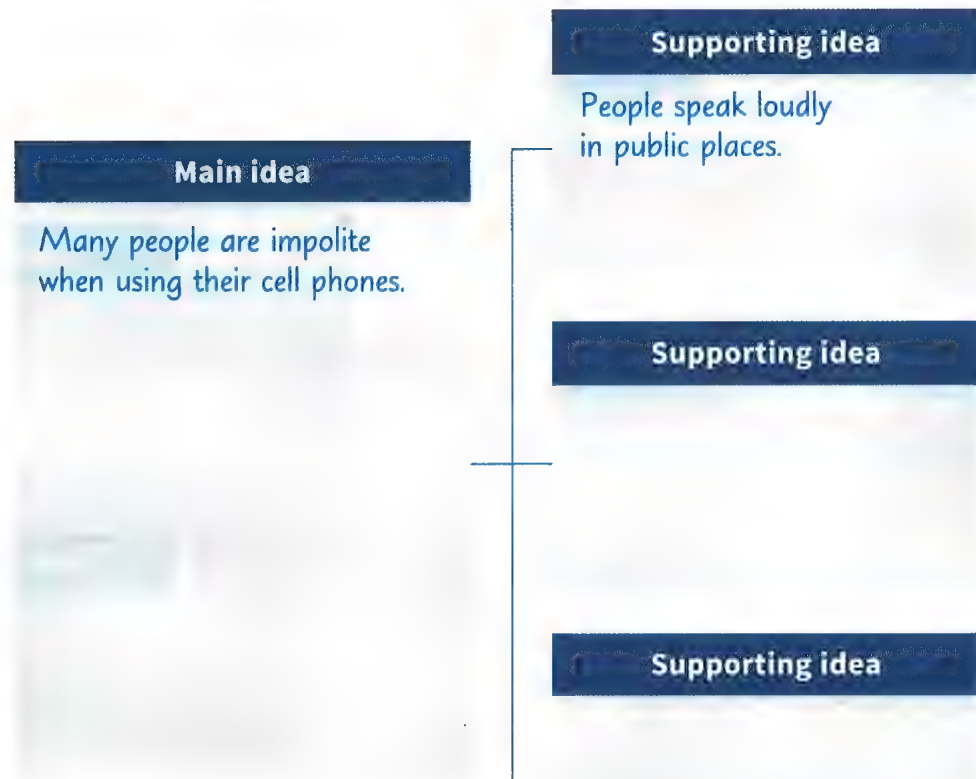 Main idea
Many people are impolite
when using their cell phones.
Supporting idea
People speak loudly
in public places.
Supporting idea
Supporting idea